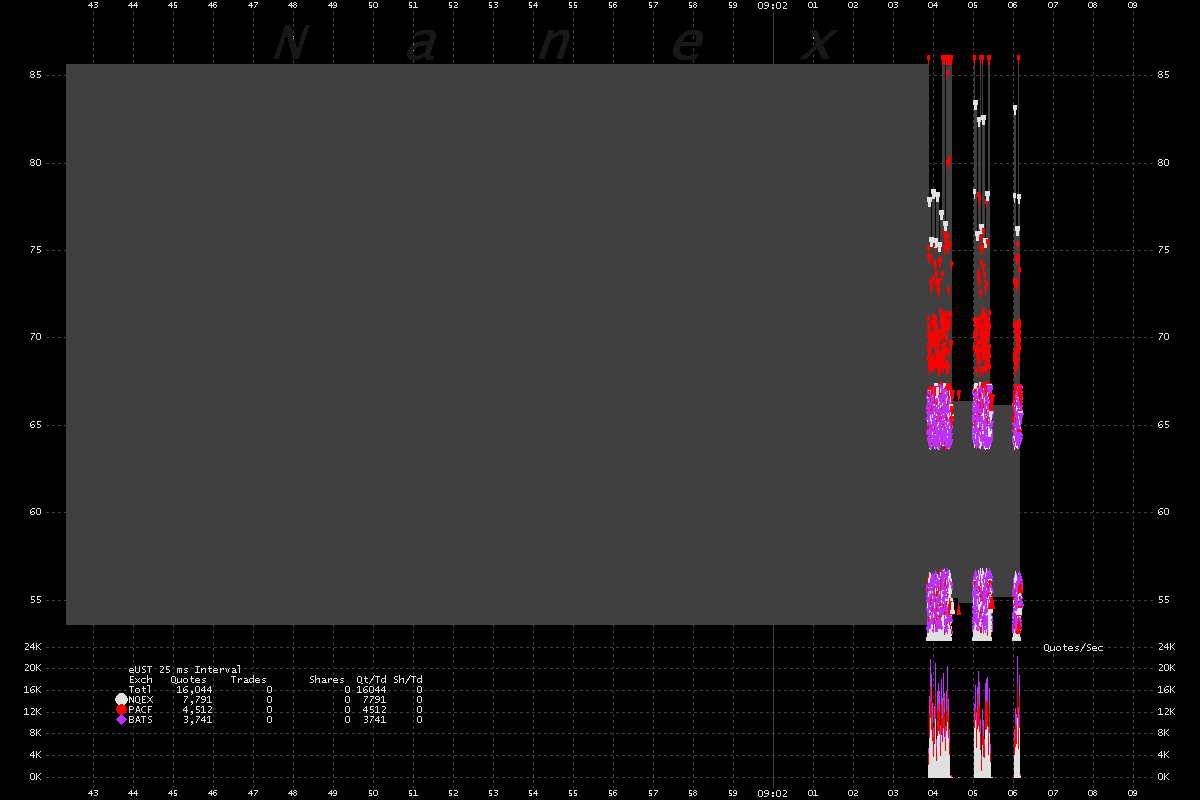 43 44 45 46 47 48 49 50 51 52 53 54 55 56 57 58 59 09:02 01 02 03 04 05 06 07 08 09
Nanex
85 85
80 80
75 75
70 70
65 65
60 60
55 55
24K Quotes/Sec 24K
20K 20K
16K 16K
12K 12K
8K 8K
4K 4K
0K 0K
eUST 25 ms Interval
Exch Quotes Trades Shares Qt/Td Sh/Td
Totl 16,044 0 0 16044 0
NQEX 7,791 0 0 7791 0
PACF 4,512 0 0 4512 0
BATS 3,741 0 0 3741 0
43 44 45 46 47 48 49 50 51 52 53 54 55 56 57 58 59 09:02 01 02 03 04 05 06 07 08 09